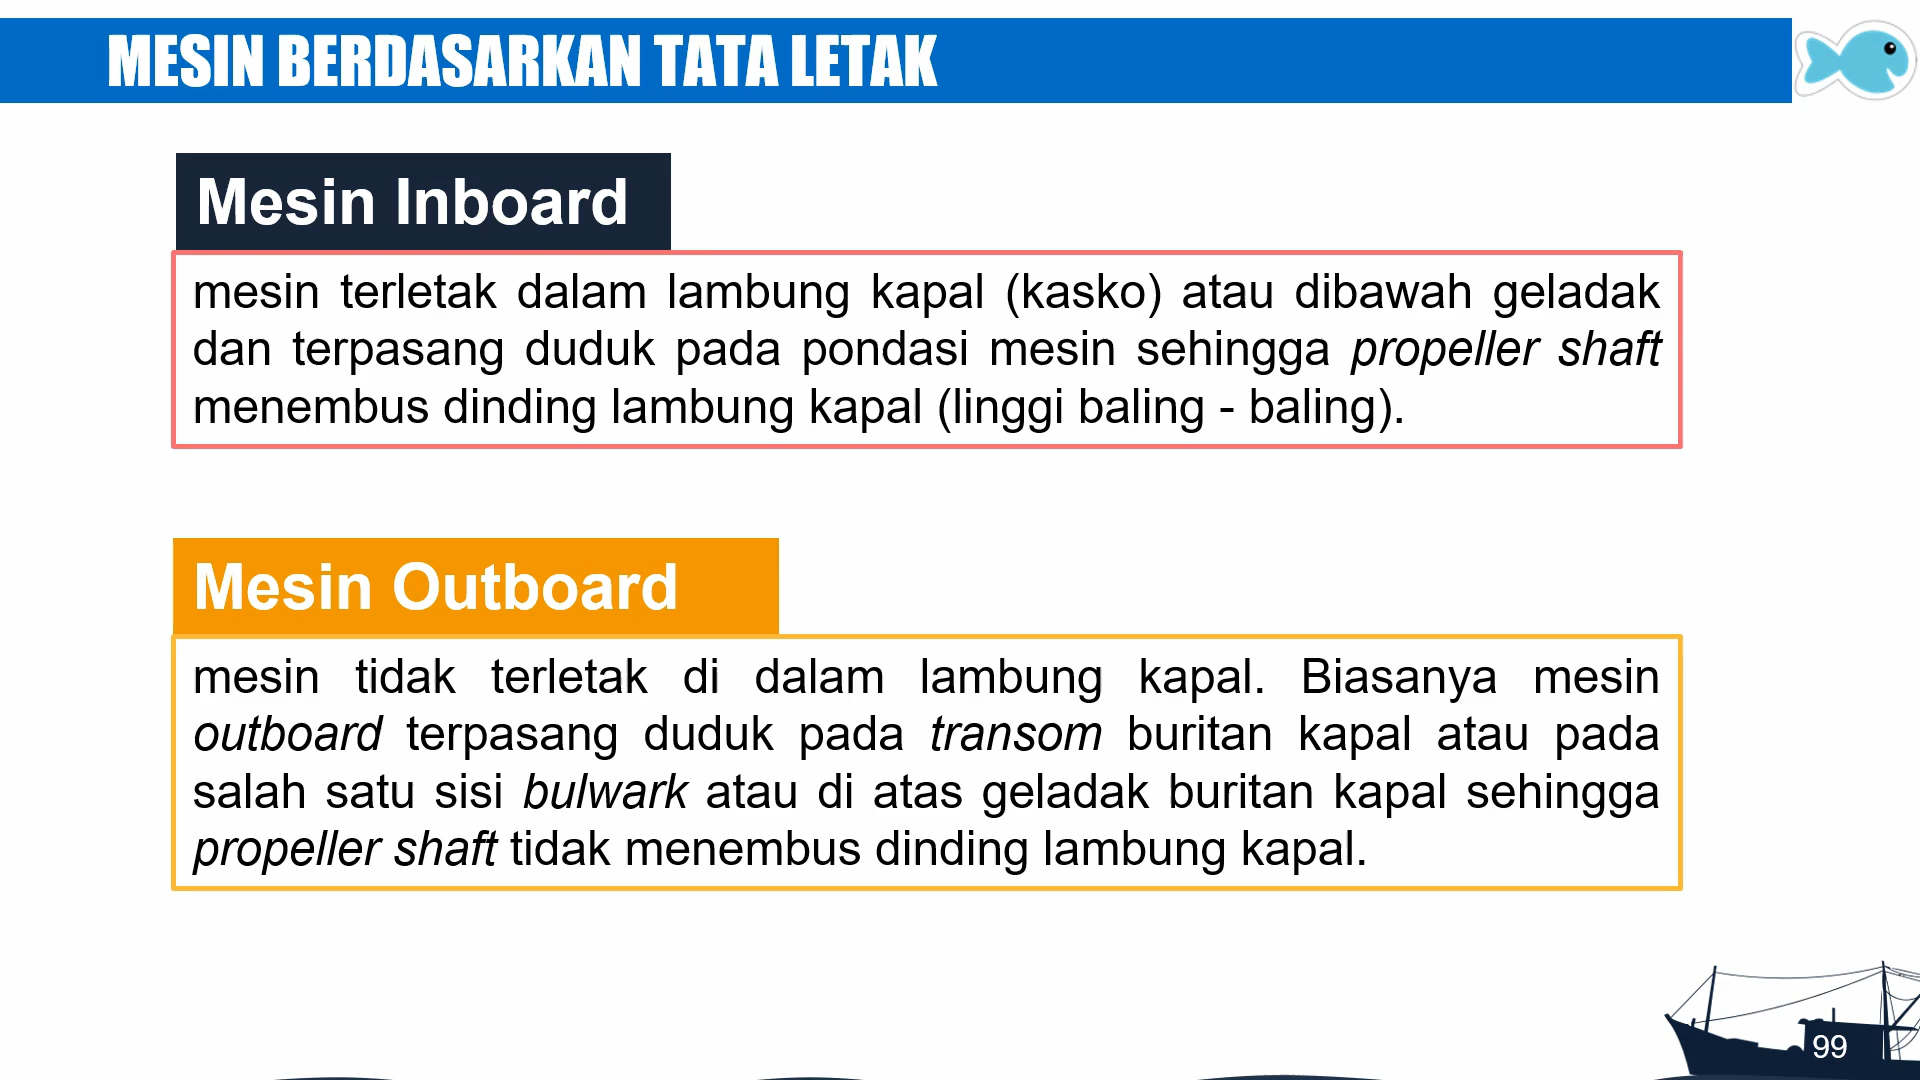 MESIN BERDASARKAN TATA LETAK
Mesin Inboard
mesin terletak dalam lambung kapal (kasko) atau dibawah geladak
dan terpasang duduk pada pondasi mesin sehingga propeller shaft
menembus dinding lambung kapal (linggi baling - baling).
Mesin Outboard
mesin tidak terletak di dalam lambung kapal. Biasanya mesin
outboard terpasang duduk pada transom buritan kapal atau pada
salah satu sisi bulwark atau di atas geladak buritan kapal sehingga
propeller shaft tidak menembus dinding lambung kapal.
99